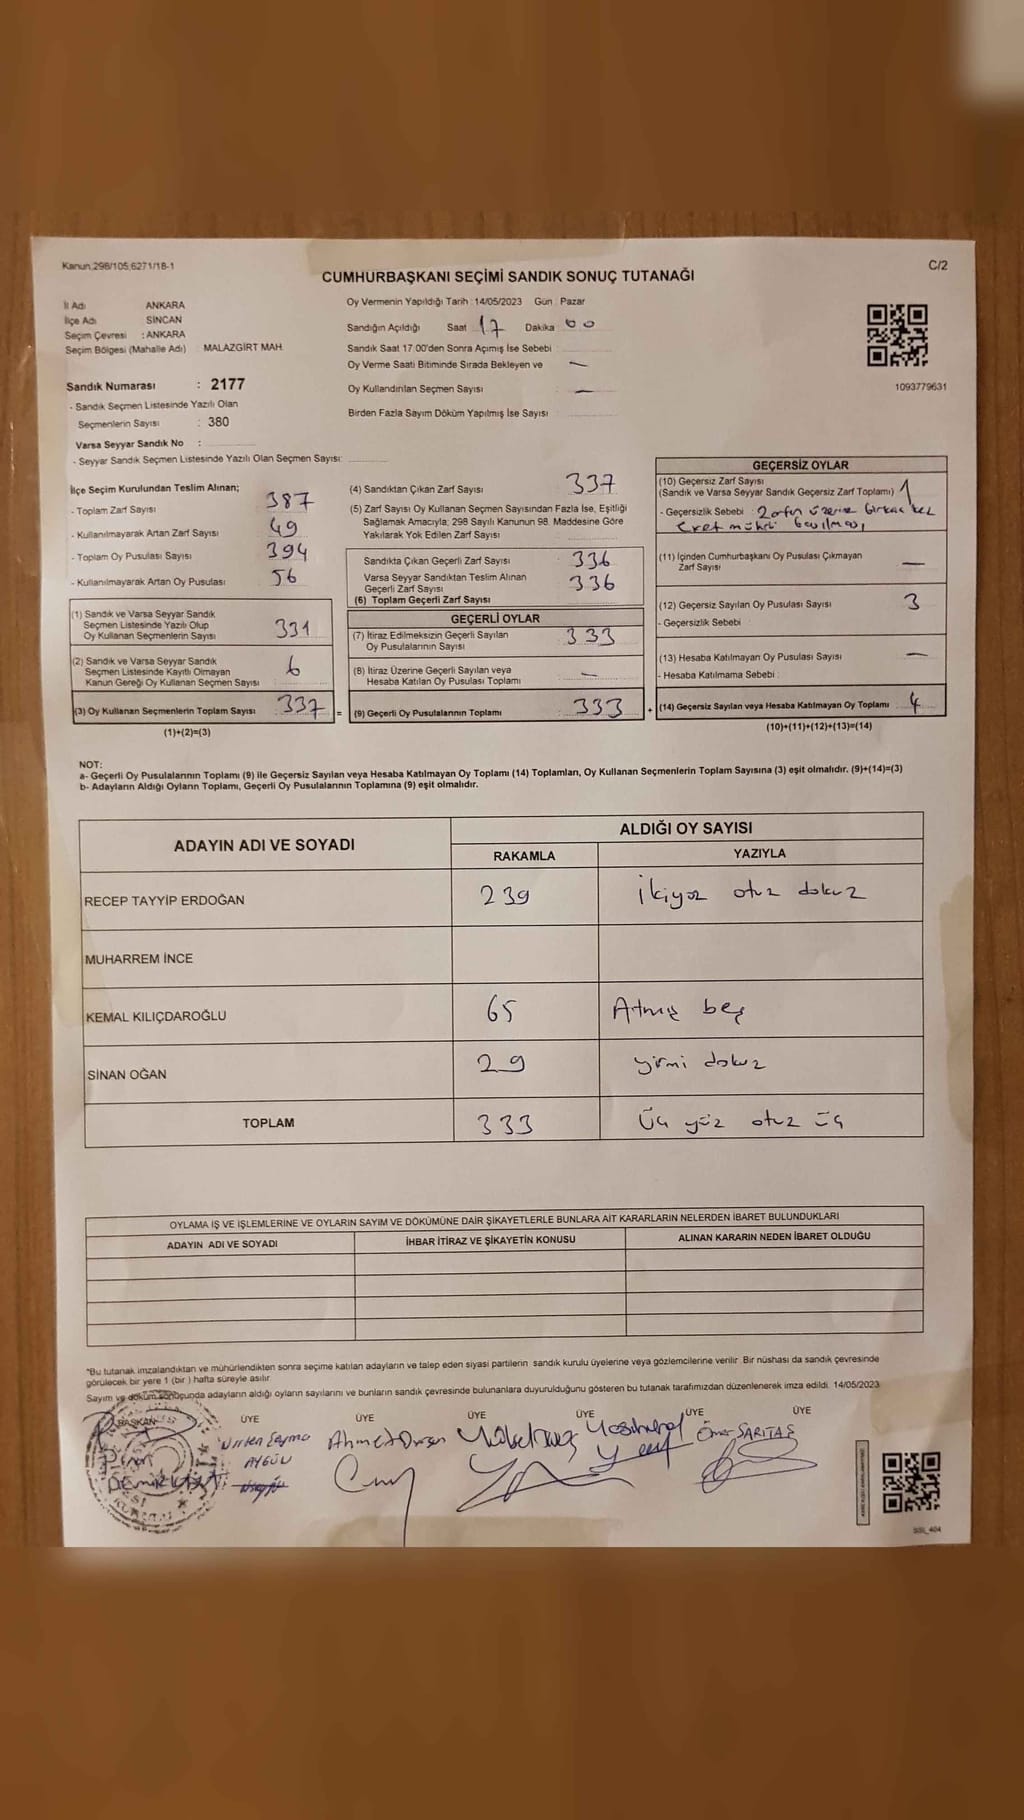 Kanun:298/105;6271/18-1
C/2
CUMHURBAŞKANI SEÇİMİ SANDIK SONUÇ TUTANAĞI
İl Adı ANKARA
İlçe Adı SİNCAN
Seçim Çevresi : ANKARA
Seçim Bölgesi (Mahalle Adı) : MALAZGİRT MAH.
Sandık Numarası : 2177
- Sandık Seçmen Listesinde Yazılı Olan
Seçmenlerin Sayısı : 380
Varsa Seyyar Sandık No :
- Seyyar Sandık Seçmen Listesinde Yazılı Olan Seçmen Sayısı:
Oy Vermenin Yapıldığı Tarih : 14/05/2023 Gün : Pazar
Sandığın Açıldığı Saat 17 Dakika 00
Sandık Saat 17.00'den Sonra Açımış İse Sebebi
Oy Verme Saati Bitiminde Sırada Bekleyen ve —
Oy Kullandırılan Seçmen Sayısı —
Birden Fazla Sayım Döküm Yapılmış İse Sayısı
1093779631
İlçe Seçim Kurulundan Teslim Alınan;
- Toplam Zarf Sayısı 387
- Kullanılmayarak Artan Zarf Sayısı 49
- Toplam Oy Pusulası Sayısı 394
- Kullanılmayarak Artan Oy Pusulası 56
(1) Sandık ve Varsa Seyyar Sandık
Seçmen Listesinde Yazılı Olup
Oy Kullanan Seçmenlerin Sayısı 331
(2) Sandık ve Varsa Seyyar Sandık
Seçmen Listesinde Kayıtlı Olmayan
Kanun Gereği Oy Kullanan Seçmen Sayısı 6
(3) Oy Kullanan Seçmenlerin Toplam Sayısı 337 =
(1)+(2)=(3)
(4) Sandıktan Çıkan Zarf Sayısı : 337
(5) Zarf Sayısı Oy Kullanan Seçmen Sayısından Fazla İse, Eşitliği
Sağlamak Amacıyla; 298 Sayılı Kanunun 98. Maddesine Göre
Yakılarak Yok Edilen Zarf Sayısı
Sandıkta Çıkan Geçerli Zarf Sayısı : 336
Varsa Seyyar Sandıktan Teslim Alınan
Geçerli Zarf Sayısı 336
(6) Toplam Geçerli Zarf Sayısı
GEÇERLİ OYLAR
(7) İtiraz Edilmeksizin Geçerli Sayılan
Oy Pusulalarının Sayısı 333
(8) İtiraz Üzerine Geçerli Sayılan veya
Hesaba Katılan Oy Pusulası Toplamı —
(9) Geçerli Oy Pusulalarının Toplamı 333 +
GEÇERSİZ OYLAR
(10) Geçersiz Zarf Sayısı
(Sandık ve Varsa Seyyar Sandık Geçersiz Zarf Toplamı) 1
- Geçersizlik Sebebi : Zarfın üzerine birkaç kez
Evet mühri basılması
(11) İçinden Cumhurbaşkanı Oy Pusulası Çıkmayan
Zarf Sayısı —
(12) Geçersiz Sayılan Oy Pusulası Sayısı 3
- Geçersizlik Sebebi
(13) Hesaba Katılmayan Oy Pusulası Sayısı —
- Hesaba Katılmama Sebebi :
(14) Geçersiz Sayılan veya Hesaba Katılmayan Oy Toplamı : 4
(10)+(11)+(12)+(13)=(14)
NOT:
a- Geçerli Oy Pusulalarının Toplamı (9) ile Geçersiz Sayılan veya Hesaba Katılmayan Oy Toplamı (14) Toplamları, Oy Kullanan Seçmenlerin Toplam Sayısına (3) eşit olmalıdır. (9)+(14)=(3)
b- Adayların Aldığı Oyların Toplamı, Geçerli Oy Pusulalarının Toplamına (9) eşit olmalıdır.
ADAYIN ADI VE SOYADI
ALDIĞI OY SAYISI
RAKAMLA YAZIYLA
RECEP TAYYİP ERDOĞAN 239 İkiyüz otuz dokuz
MUHARREM İNCE
KEMAL KILIÇDAROĞLU 65 Atmış beş
SİNAN OĞAN 29 yirmi dokuz
TOPLAM 333 Üç yüz otuz üç
OYLAMA İŞ VE İŞLEMLERİNE VE OYLARIN SAYIM VE DÖKÜMÜNE DAİR ŞİKAYETLERLE BUNLARA AİT KARARLARIN NELERDEN İBARET BULUNDUKLARI
ADAYIN ADI VE SOYADI İHBAR İTİRAZ VE ŞİKAYETİN KONUSU ALINAN KARARIN NEDEN İBARET OLDUĞU
*Bu tutanak imzalandıktan ve mühürlendikten sonra seçime katılan adayların ve talep eden siyasi partilerin sandık kurulu üyelerine veya gözlemcilerine verilir. Bir nüshası da sandık çevresinde
görülecek bir yere 1 (bir) hafta süreyle asılır.
Sayım ve döküm sonucunda adayların aldığı oyların sayılarını ve bunların sandık çevresinde bulunanlara duyurulduğunu gösteren bu tutanak tarafımızdan düzenlenerek imza edildi. 14/05/2023
BAŞKAN ÜYE ÜYE ÜYE ÜYE ÜYE ÜYE
Ahmet Dursun Ömer SARITAŞ
AYGÜL
SSL_404